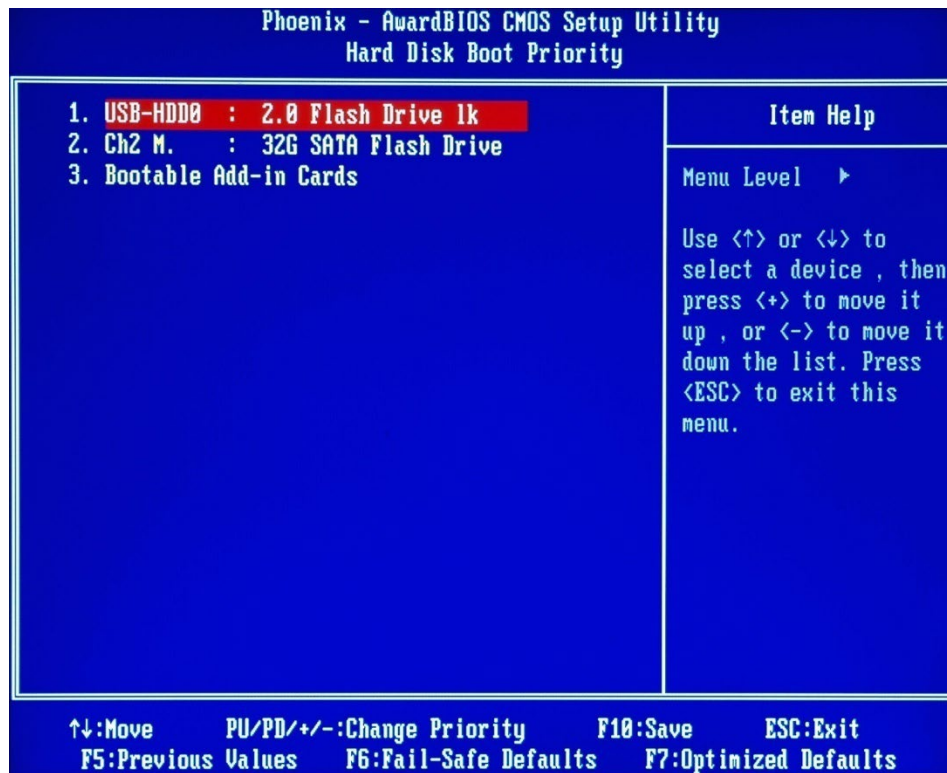 Phoenix - AwardBIOS CMOS Setup Utility
Hard Disk Boot Priority
1. USB-HDD0 : 2.0 Flash Drive lk
2. Ch2 M. : 32G SATA Flash Drive
3. Bootable Add-in Cards
Item Help
Menu Level ▸
Use <↑> or <↓> to
select a device , then
press <+> to move it
up , or <-> to move it
down the list. Press
<ESC> to exit this
menu.
↑↓:Move PU/PD/+/-:Change Priority F10:Save ESC:Exit
F5:Previous Values F6:Fail-Safe Defaults F7:Optimized Defaults